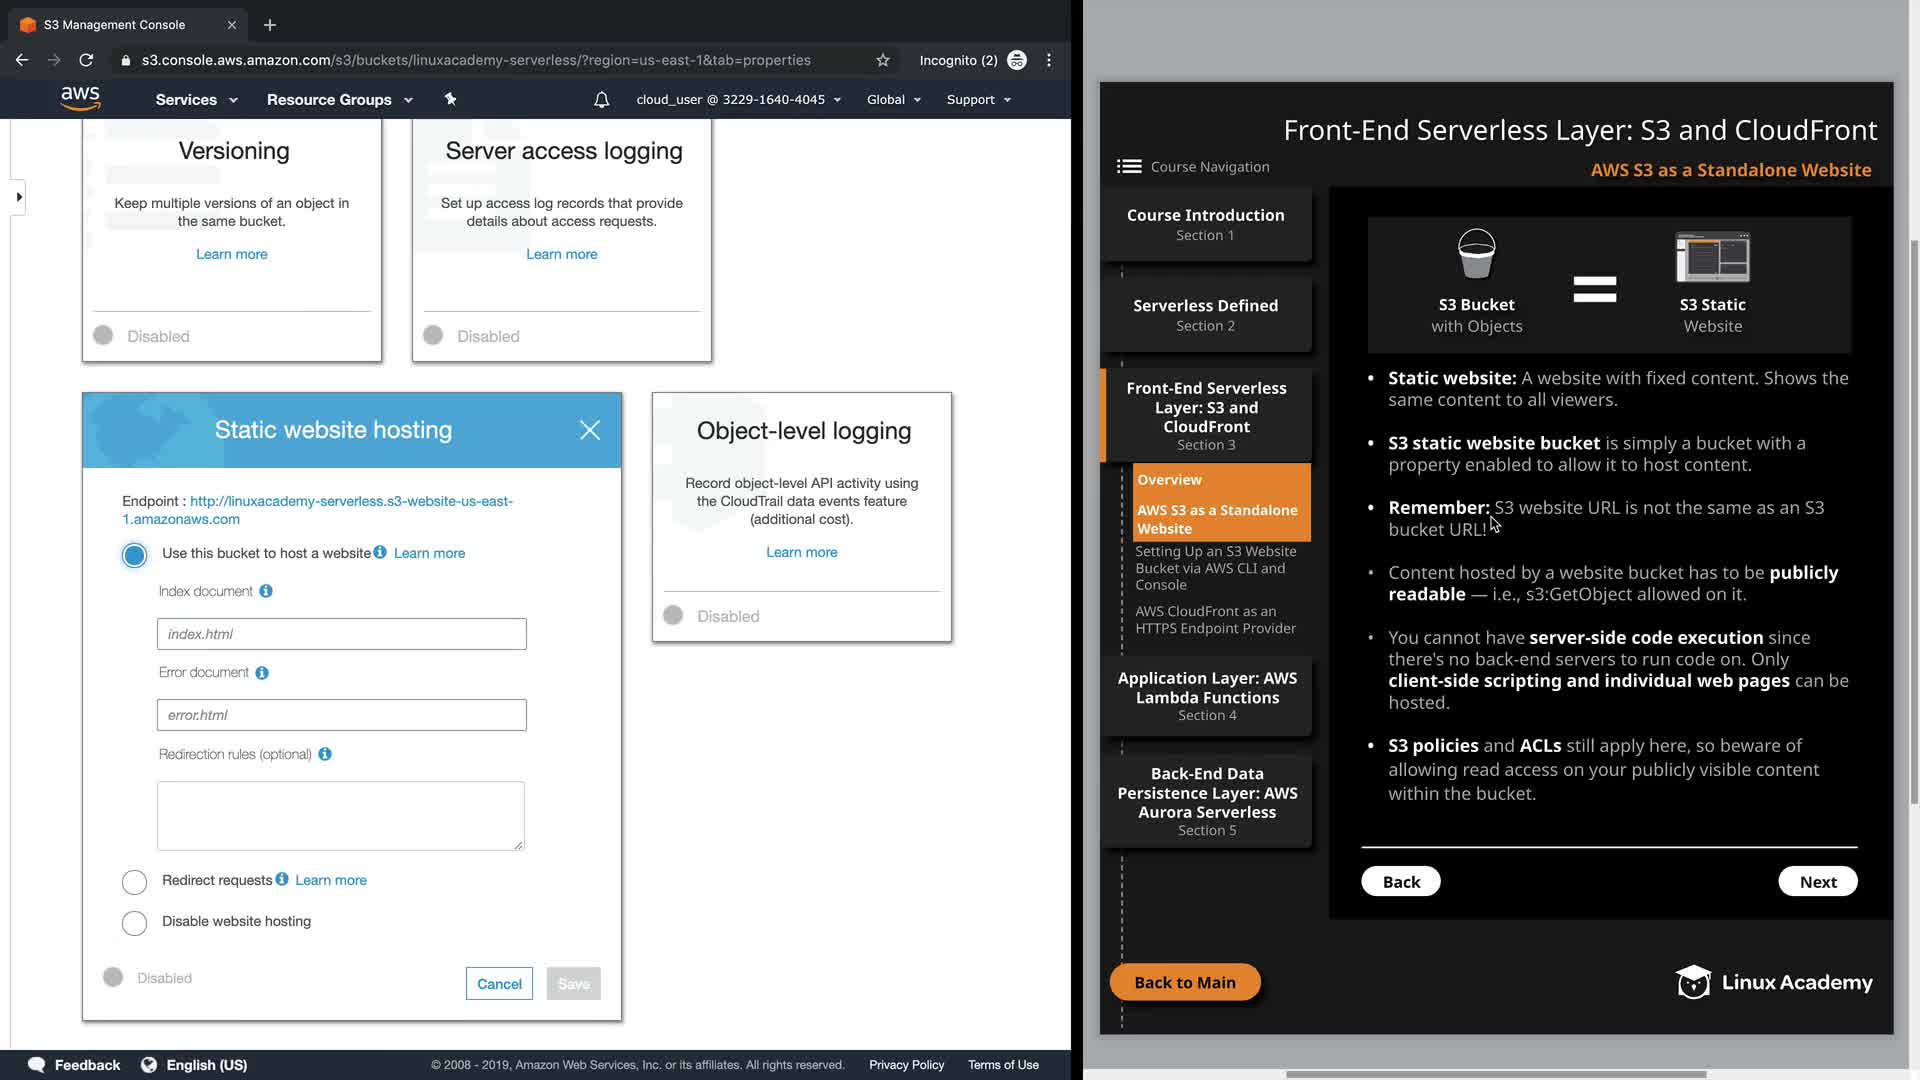 S3 Management Console
s3.console.aws.amazon.com/s3/buckets/linuxacademy-serverless/?region=us-east-1&tab=properties
Incognito (2)
aws
Services
Resource Groups
cloud_user @ 3229-1640-4045
Global
Support
Versioning
Keep multiple versions of an object in
the same bucket.
Learn more
Disabled
Server access logging
Set up access log records that provide
details about access requests.
Learn more
Disabled
Static website hosting
Endpoint : http://linuxacademy-serverless.s3-website-us-east-
1.amazonaws.com
Use this bucket to host a website Learn more
Index document
index.html
Error document
error.html
Redirection rules (optional)
Redirect requests Learn more
Disable website hosting
Disabled
Cancel
Save
Object-level logging
Record object-level API activity using
the CloudTrail data events feature
(additional cost).
Learn more
Disabled
Feedback
English (US)
© 2008 - 2019, Amazon Web Services, Inc. or its affiliates. All rights reserved.
Privacy Policy
Terms of Use
Front-End Serverless Layer: S3 and CloudFront
Course Navigation
AWS S3 as a Standalone Website
Course Introduction
Section 1
Serverless Defined
Section 2
Front-End Serverless
Layer: S3 and
CloudFront
Section 3
Overview
AWS S3 as a Standalone
Website
Setting Up an S3 Website
Bucket via AWS CLI and
Console
AWS CloudFront as an
HTTPS Endpoint Provider
Application Layer: AWS
Lambda Functions
Section 4
Back-End Data
Persistence Layer: AWS
Aurora Serverless
Section 5
Back to Main
S3 Bucket
with Objects
S3 Static
Website
• Static website: A website with fixed content. Shows the
same content to all viewers.
• S3 static website bucket is simply a bucket with a
property enabled to allow it to host content.
• Remember: S3 website URL is not the same as an S3
bucket URL!
• Content hosted by a website bucket has to be publicly
readable — i.e., s3:GetObject allowed on it.
• You cannot have server-side code execution since
there's no back-end servers to run code on. Only
client-side scripting and individual web pages can be
hosted.
• S3 policies and ACLs still apply here, so beware of
allowing read access on your publicly visible content
within the bucket.
Back
Next
Linux Academy